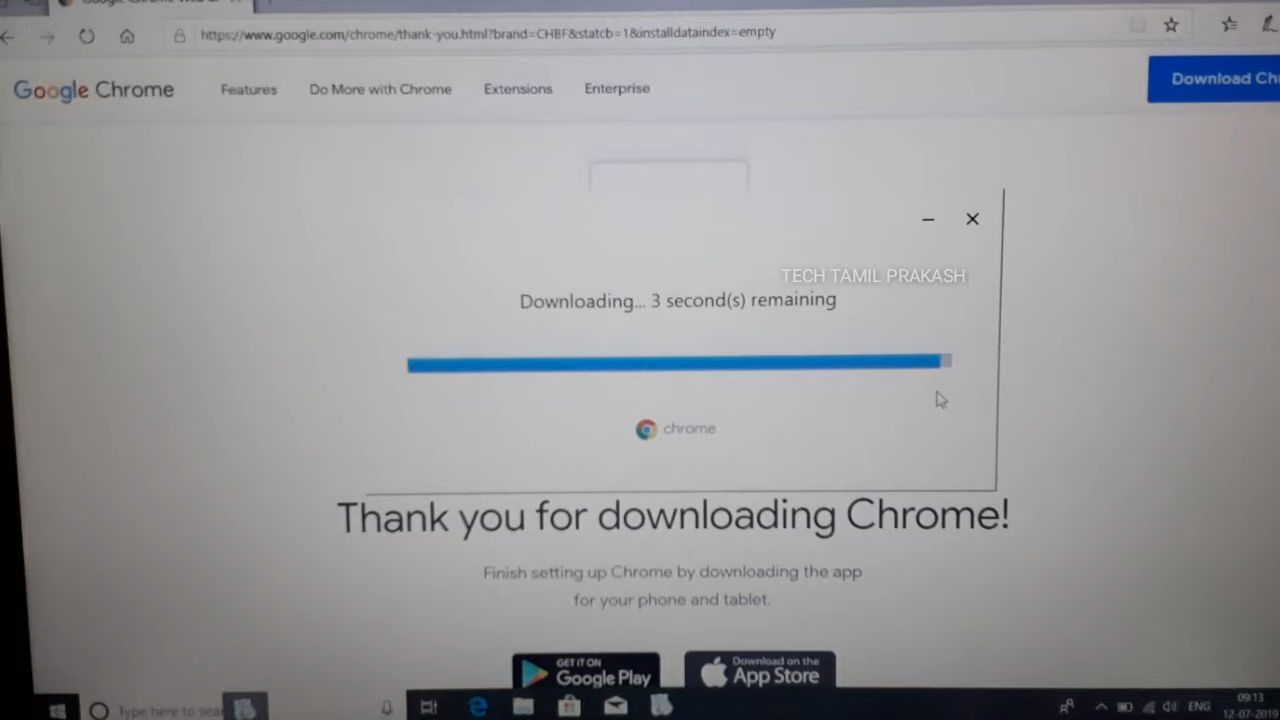 https://www.google.com/chrome/thank-you.html?brand=CHBF&statcb=1&installdataindex=empty
Google Chrome
Features
Do More with Chrome
Extensions
Enterprise
Download
TECH TAMIL PRAKASH
Downloading... 3 second(s) remaining
chrome
Thank you for downloading Chrome!
Finish setting up Chrome by downloading the app
for your phone and tablet.
GET IT ON
Google Play
Download on the
App Store
Type here to
ENG
09:13
12-07-2019